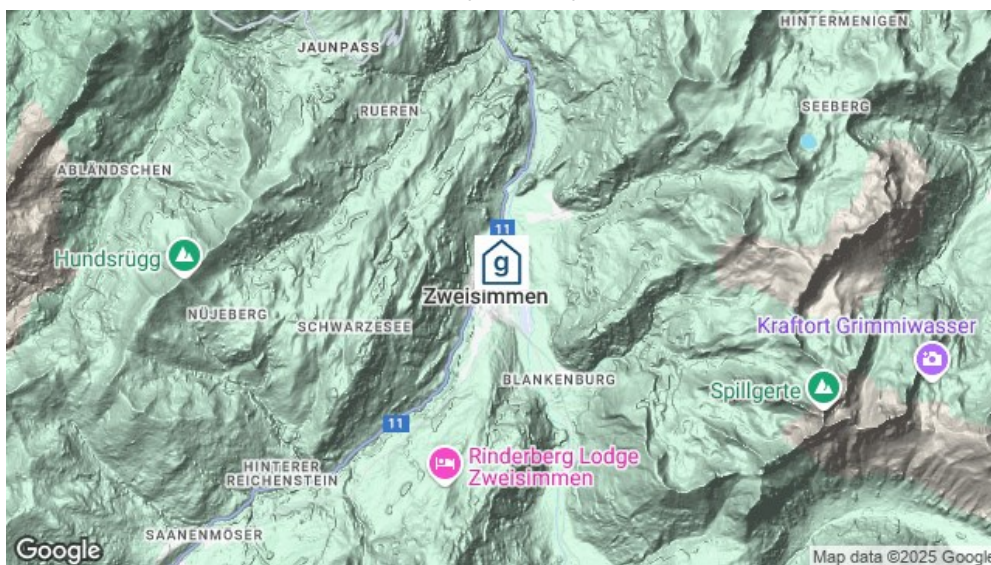 HINTERMENIGEN
JAUNPASS
RUEREN
SEEBERG
ABLÄNDSCHEN
11
g
Hundsrügg
Zweisimmen
NÜJEBERG
SCHWARZESEE
Kraftort Grimmiwasser
BLANKENBURG
Spillgerte
11
Rinderberg Lodge
Zweisimmen
HINTERER
REICHENSTEIN
SAANENMÖSER
Google
Map data ©2025 Google